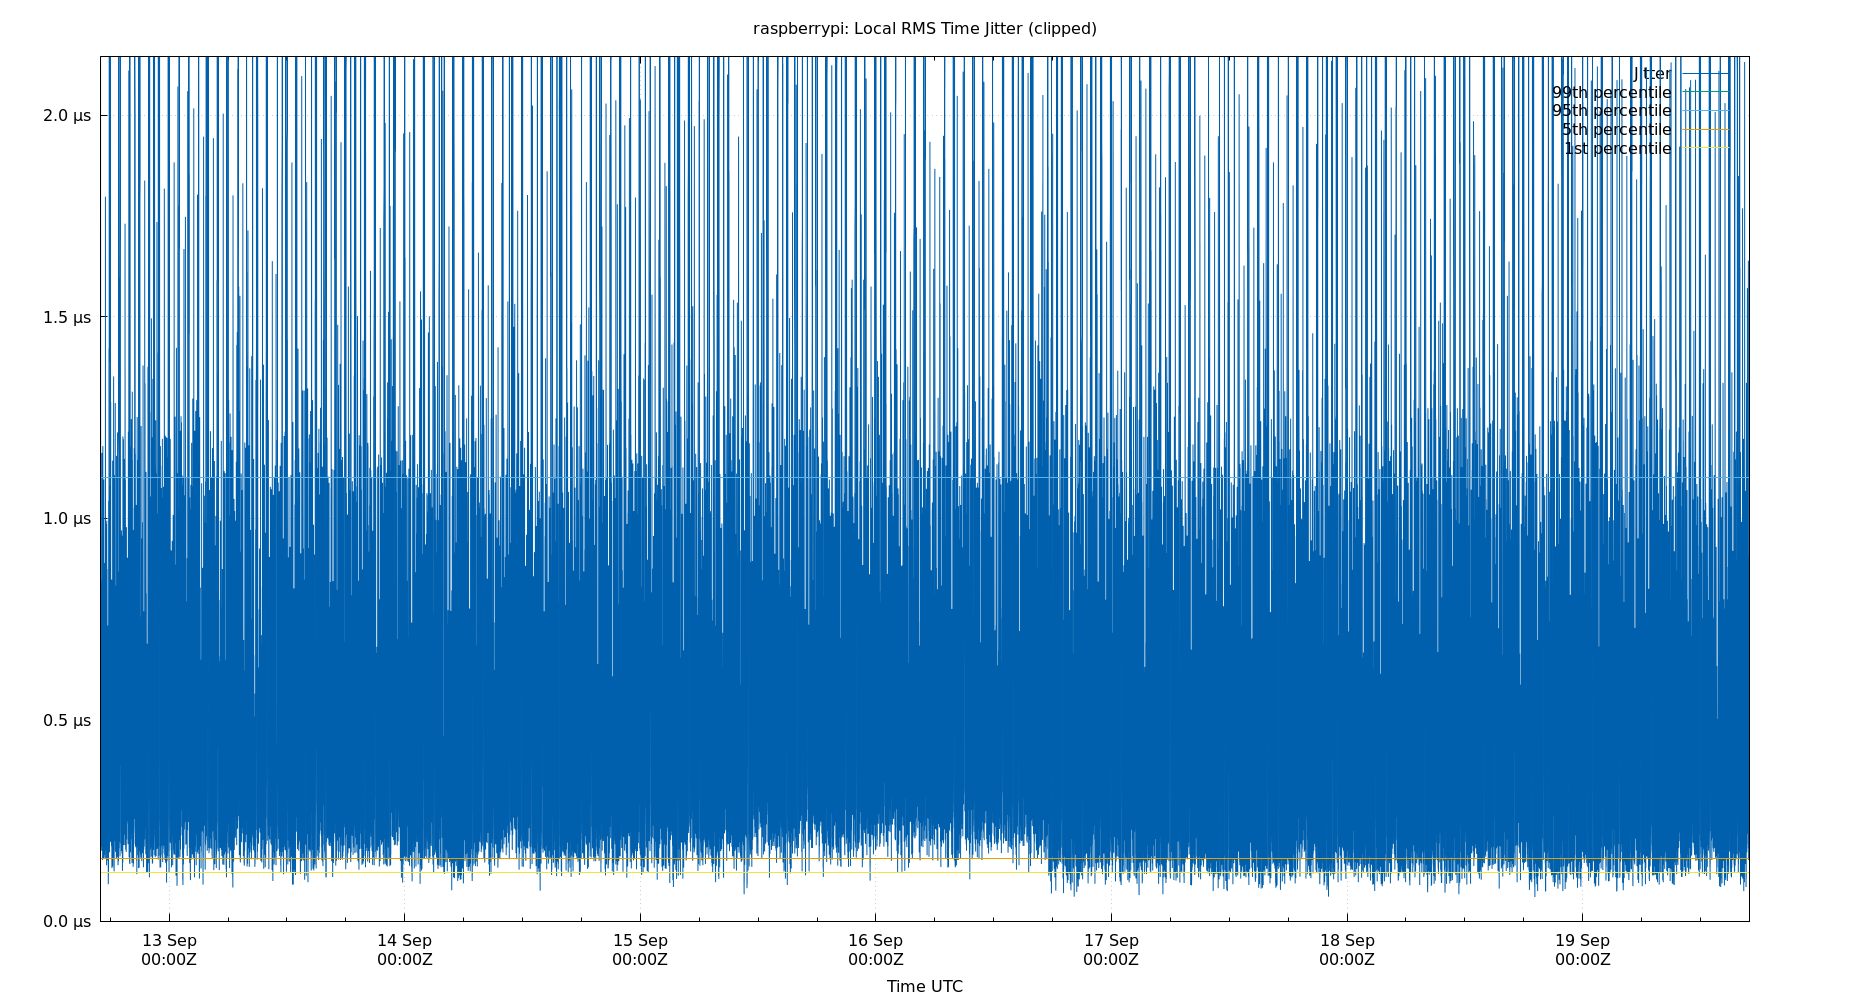 raspberrypi: Local RMS Time Jitter (clipped)
Jitter
99th percentile
95th percentile
5th percentile
1st percentile
2.0 µs
1.5 µs
1.0 µs
0.5 µs
0.0 µs
13 Sep 14 Sep 15 Sep 16 Sep 17 Sep 18 Sep 19 Sep
00:00Z 00:00Z 00:00Z 00:00Z 00:00Z 00:00Z 00:00Z
Time UTC